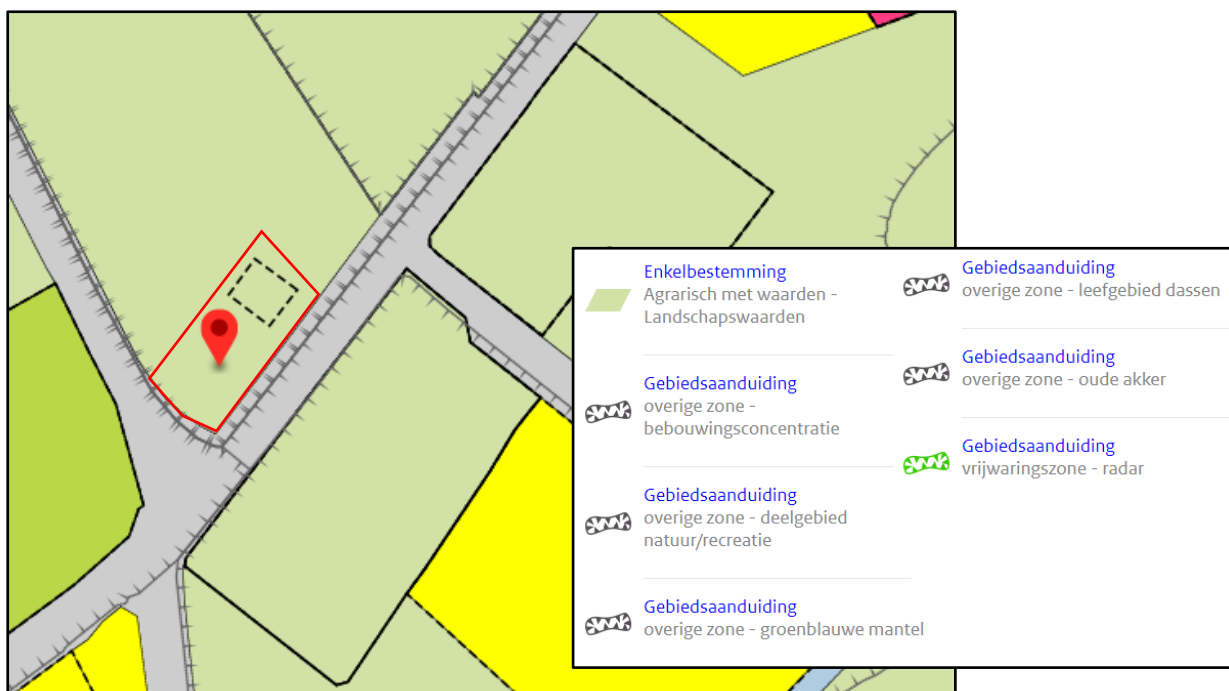 Enkelbestemming
Agrarisch met waarden -
Landschapswaarden
Gebiedsaanduiding
overige zone -
bebouwingsconcentratie
Gebiedsaanduiding
overige zone - deelgebied
natuur/recreatie
Gebiedsaanduiding
overige zone - groenblauwe mantel
Gebiedsaanduiding
overige zone - leefgebied dassen
Gebiedsaanduiding
overige zone - oude akker
Gebiedsaanduiding
vrijwaringszone - radar